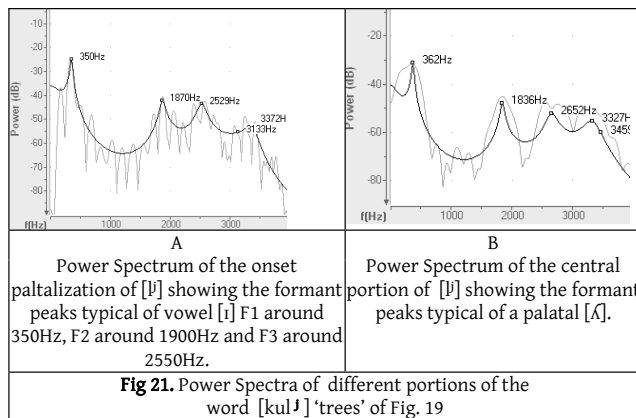 -10
-20
-30
-40
-50
-60
-70
-80
Power (dB)
350Hz
1870Hz
2529Hz
3372H
3133Hz
f(Hz)
1000
2000
3000
-20
-40
-60
-80
Power (dB)
362Hz
1836Hz
2652Hz
3327H
3459
f(Hz)
1000
2000
3000
A
Power Spectrum of the onset
paltalization of [lʲ] showing the formant
peaks typical of vowel [ɪ] F1 around
350Hz, F2 around 1900Hz and F3 around
2550Hz.
B
Power Spectrum of the central
portion of [lʲ] showing the formant
peaks typical of a palatal [ʎ].
Fig 21. Power Spectra of different portions of the
word [kulʲ] 'trees' of Fig. 19